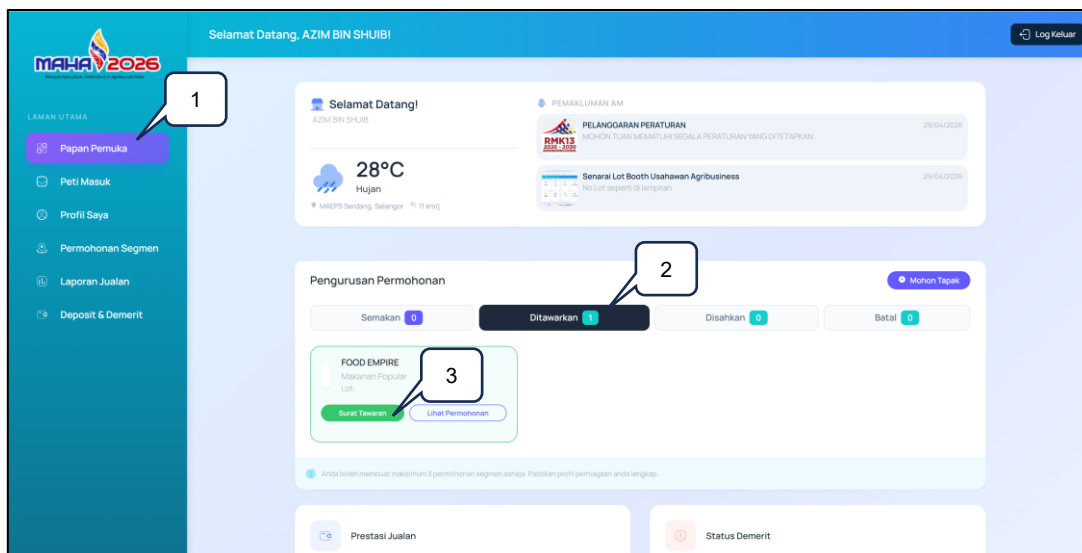 MAHA 2026
Selamat Datang, AZIM BIN SHUIB!
Log Keluar
1
LAMAN UTAMA
Papan Pemuka
Peti Masuk
Profil Saya
Permohonan Segmen
Laporan Jualan
Deposit & Demerit
Selamat Datang!
AZIM BIN SHUIB
28°C
Hujan
MAEPS Serdang, Selangor 11 km/j
PEMAKLUMAN AM
RMK13
2026 - 2030
PELANGGARAN PERATURAN
29/04/2026
MOHON TUAN MEMATUHI SEGALA PERATURAN YANG DITETAPKAN
Senarai Lot Booth Usahawan Agribusiness
29/04/2026
No Lot seperti di lampiran
2
Pengurusan Permohonan
Mohon Tapak
Semakan 0
Ditawarkan 1
Disahkan 0
Batal 0
FOOD EMPIRE
Makanan Popular
Lot:
3
Surat Tawaran
Lihat Permohonan
Anda boleh membuat maksimum 3 permohonan segmen sahaja. Pastikan profil perniagaan anda lengkap.
Prestasi Jualan
Status Demerit